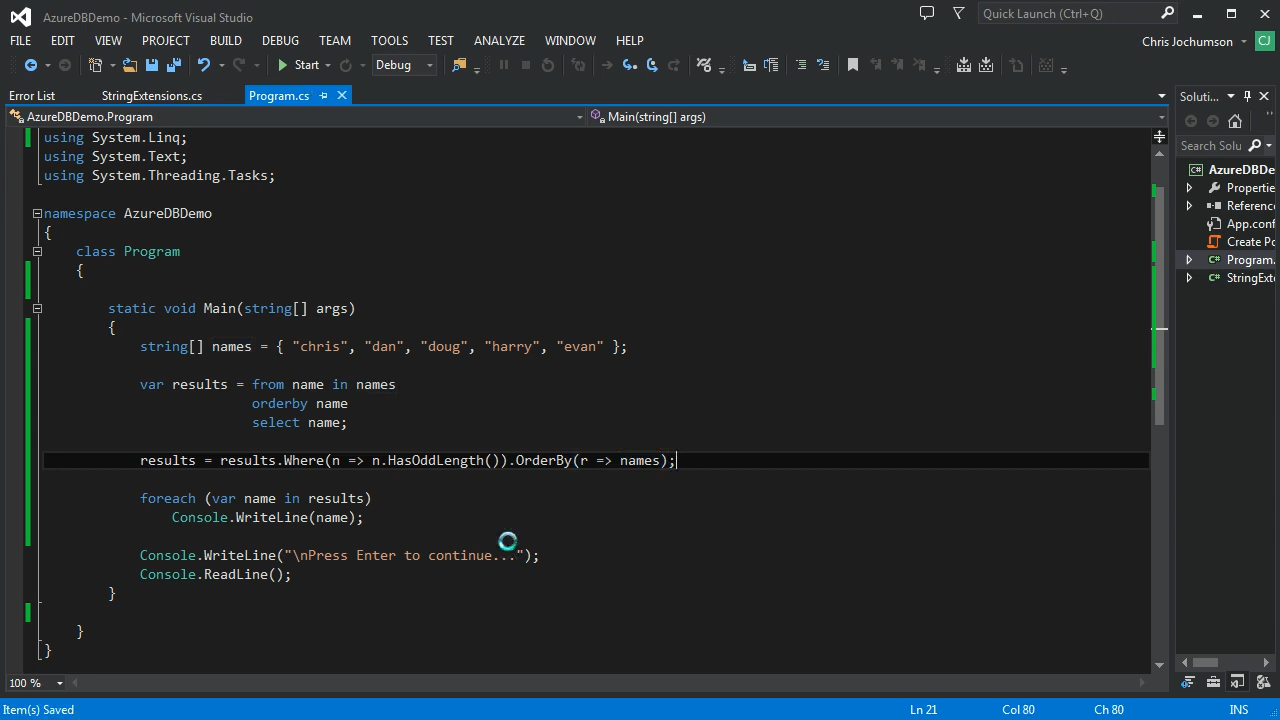 AzureDBDemo - Microsoft Visual Studio
Quick Launch (Ctrl+Q)
FILE EDIT VIEW PROJECT BUILD DEBUG TEAM TOOLS TEST ANALYZE WINDOW HELP
Chris Jochumson CJ
Start Debug
Error List StringExtensions.cs Program.cs
Soluti...
AzureDBDemo.Program Main(string[] args)
Search Solu
using System.Linq;
using System.Text;
using System.Threading.Tasks;
namespace AzureDBDemo
{
class Program
{
static void Main(string[] args)
{
string[] names = { "chris", "dan", "doug", "harry", "evan" };
var results = from name in names
orderby name
select name;
results = results.Where(n => n.HasOddLength()).OrderBy(r => names);
foreach (var name in results)
Console.WriteLine(name);
Console.WriteLine("\nPress Enter to continue...");
Console.ReadLine();
}
}
}
AzureDBDe
Propertie
Reference
App.conf
Create Po
Program.
StringExte
100 %
Item(s) Saved Ln 21 Col 80 Ch 80 INS